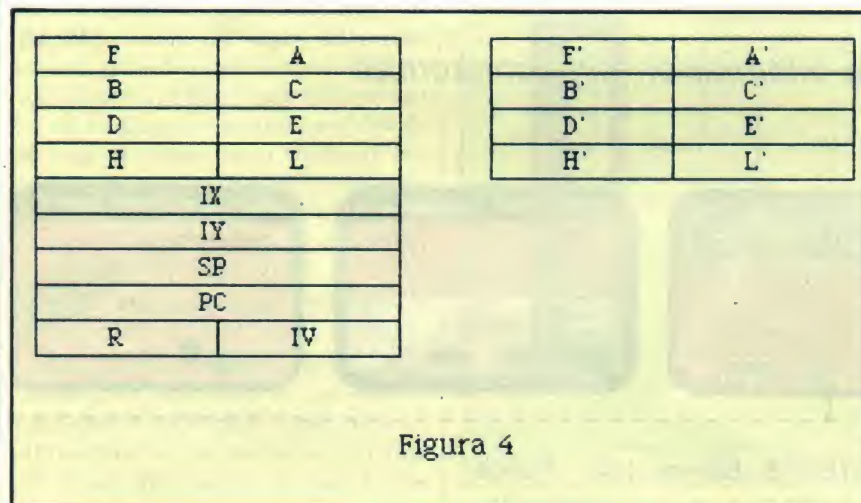 F A F' A'
B C B' C'
D E D' E'
H L H' L'
IX
IY
SP
PC
R IV
Figura 4